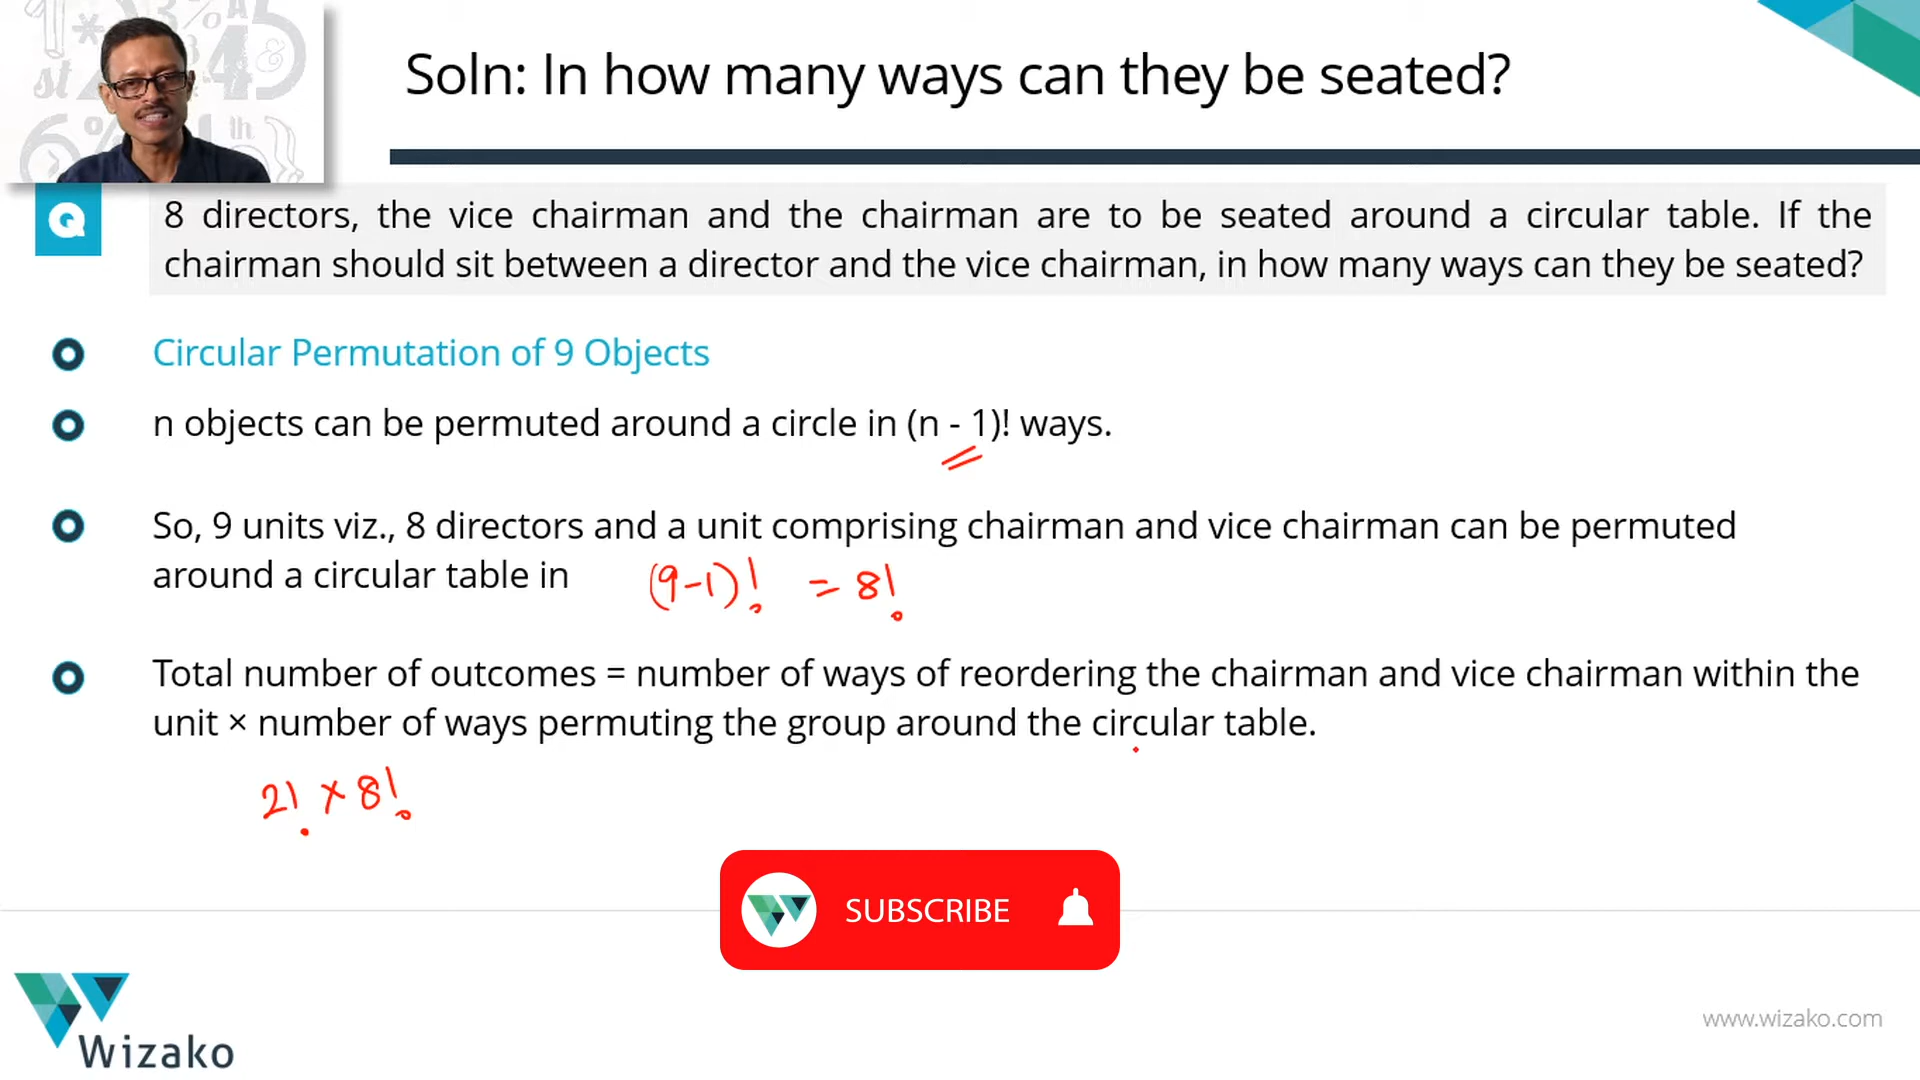 Soln: In how many ways can they be seated?
Q
8 directors, the vice chairman and the chairman are to be seated around a circular table. If the
chairman should sit between a director and the vice chairman, in how many ways can they be seated?
Circular Permutation of 9 Objects
n objects can be permuted around a circle in (n - 1)! ways.
So, 9 units viz., 8 directors and a unit comprising chairman and vice chairman can be permuted
around a circular table in (9-1)! = 8!
Total number of outcomes = number of ways of reordering the chairman and vice chairman within the
unit × number of ways permuting the group around the circular table.
2! × 8!
SUBSCRIBE
Wizako
www.wizako.com